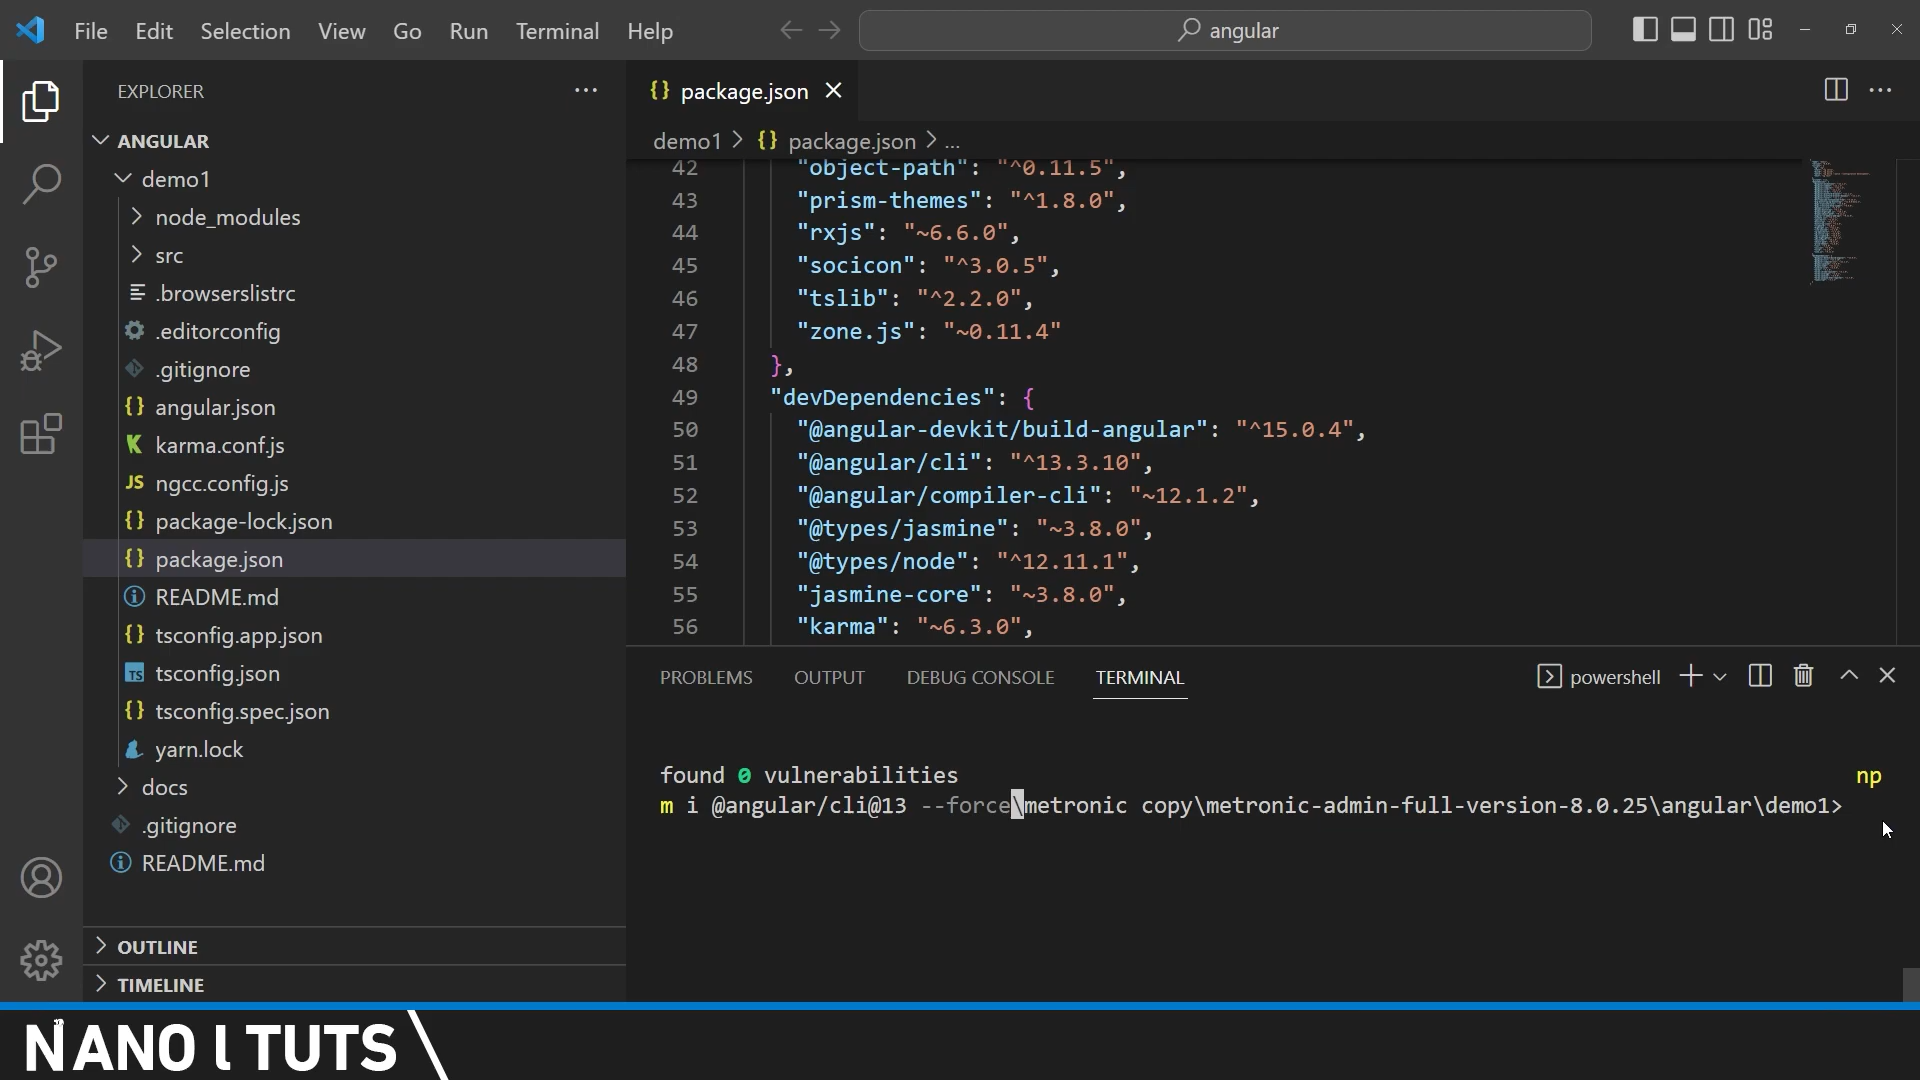 File Edit Selection View Go Run Terminal Help
angular
EXPLORER
ANGULAR
demo1
node_modules
src
.browserslistrc
.editorconfig
.gitignore
angular.json
karma.conf.js
ngcc.config.js
package-lock.json
package.json
README.md
tsconfig.app.json
tsconfig.json
tsconfig.spec.json
yarn.lock
docs
.gitignore
README.md
OUTLINE
TIMELINE
package.json
demo1 > {} package.json > ...
42 "object-path": "^0.11.5",
43 "prism-themes": "^1.8.0",
44 "rxjs": "~6.6.0",
45 "socicon": "^3.0.5",
46 "tslib": "^2.2.0",
47 "zone.js": "~0.11.4"
48 },
49 "devDependencies": {
50 "@angular-devkit/build-angular": "^15.0.4",
51 "@angular/cli": "^13.3.10",
52 "@angular/compiler-cli": "~12.1.2",
53 "@types/jasmine": "~3.8.0",
54 "@types/node": "^12.11.1",
55 "jasmine-core": "~3.8.0",
56 "karma": "~6.3.0",
PROBLEMS OUTPUT DEBUG CONSOLE TERMINAL powershell
found 0 vulnerabilities np
m i @angular/cli@13 --force\metronic copy\metronic-admin-full-version-8.0.25\angular\demo1>
NANO l TUTS